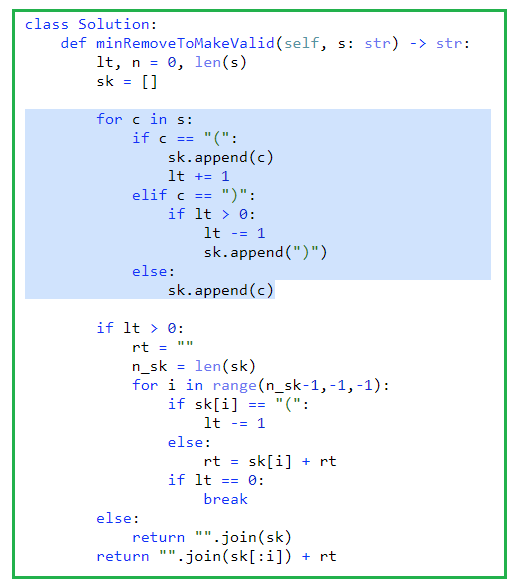 class Solution:
    def minRemoveToMakeValid(self, s: str) -> str:
        lt, n = 0, len(s)
        sk = []

        for c in s:
            if c == "(":
                sk.append(c)
                lt += 1
            elif c == ")":
                if lt > 0:
                    lt -= 1
                    sk.append(")")
            else:
                sk.append(c)

        if lt > 0:
            rt = ""
            n_sk = len(sk)
            for i in range(n_sk-1,-1,-1):
                if sk[i] == "(":
                    lt -= 1
                else:
                    rt = sk[i] + rt
                if lt == 0:
                    break
        else:
            return "".join(sk)
        return "".join(sk[:i]) + rt